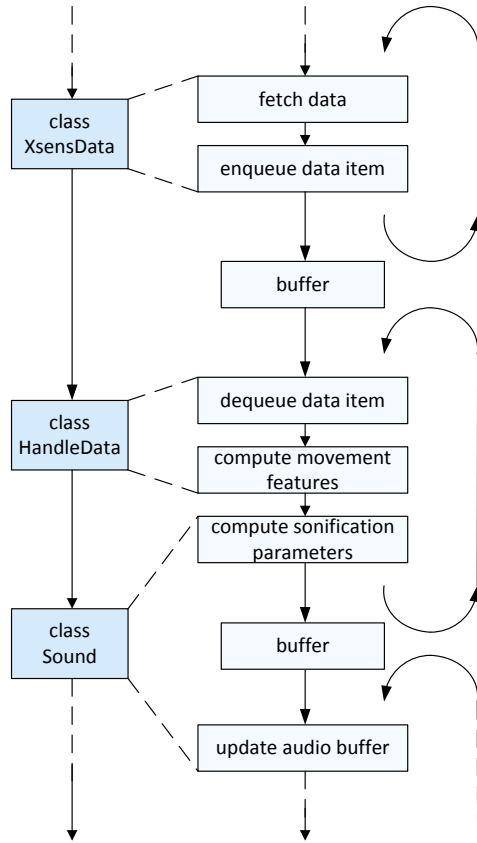 fetch data
class
XsensData
enqueue data item
buffer
dequeue data item
class
HandleData
compute movement
features
compute sonification
parameters
class
Sound
buffer
update audio buffer